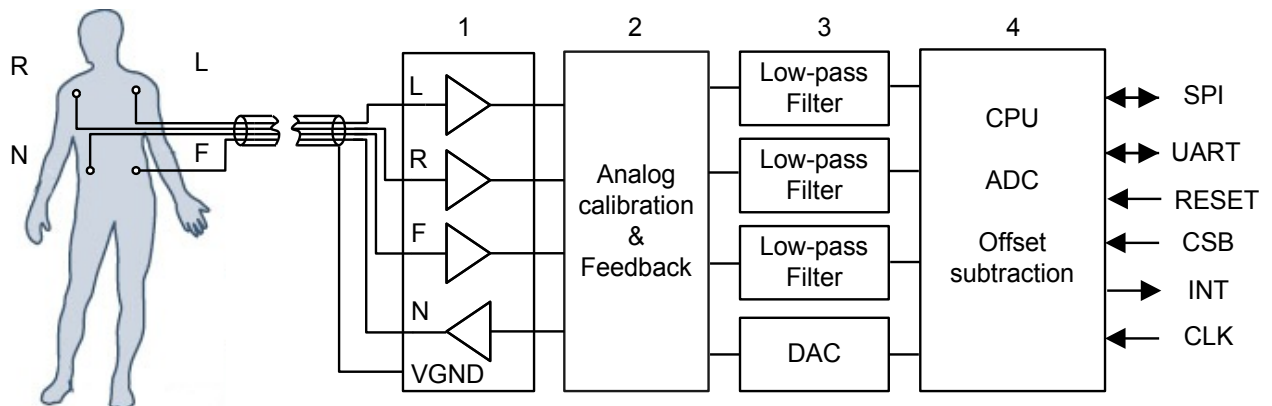 1
2
3
4
R
L
N
F
L
R
F
N
VGND
Analog
calibration
&
Feedback
Low-pass
Filter
Low-pass
Filter
Low-pass
Filter
DAC
CPU
ADC
Offset
subtraction
SPI
UART
RESET
CSB
INT
CLK